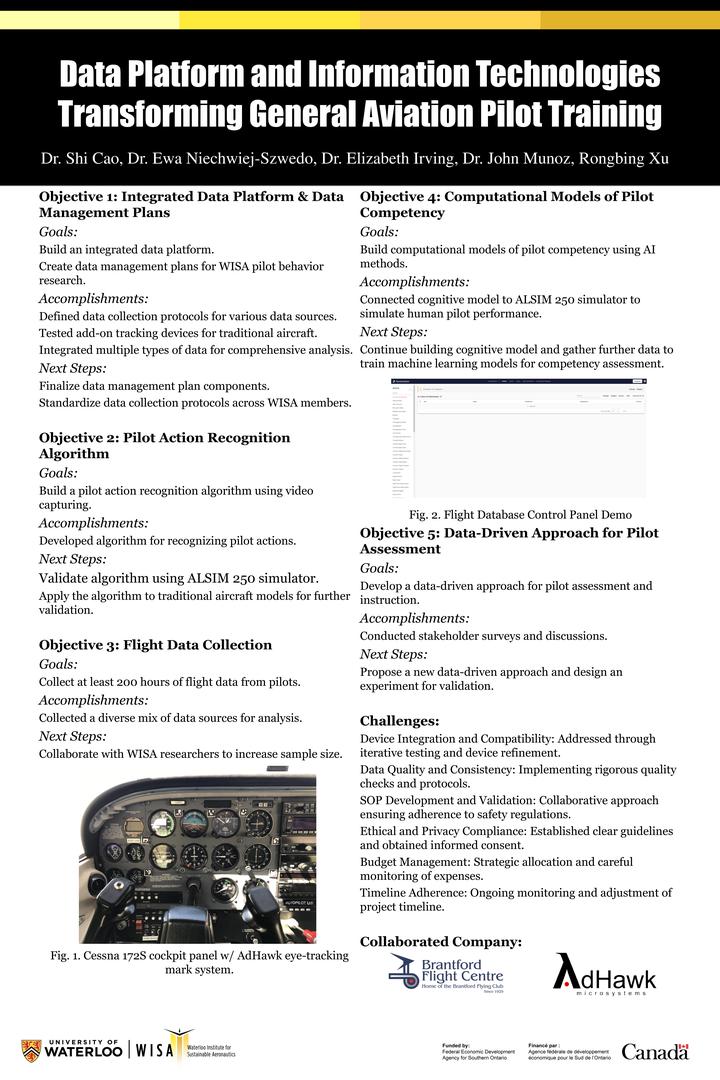 Data Platform and Information Technologies
Transforming General Aviation Pilot Training
Dr. Shi Cao, Dr. Ewa Niechwiej-Szwedo, Dr. Elizabeth Irving, Dr. John Munoz, Rongbing Xu
Objective 1: Integrated Data Platform & Data
Management Plans
Goals:
Build an integrated data platform.
Create data management plans for WISA pilot behavior
research.
Accomplishments:
Defined data collection protocols for various data sources.
Tested add-on tracking devices for traditional aircraft.
Integrated multiple types of data for comprehensive analysis.
Next Steps:
Finalize data management plan components.
Standardize data collection protocols across WISA members.
Objective 2: Pilot Action Recognition
Algorithm
Goals:
Build a pilot action recognition algorithm using video
capturing.
Accomplishments:
Developed algorithm for recognizing pilot actions.
Next Steps:
Validate algorithm using ALSIM 250 simulator.
Apply the algorithm to traditional aircraft models for further
validation.
Objective 3: Flight Data Collection
Goals:
Collect at least 200 hours of flight data from pilots.
Accomplishments:
Collected a diverse mix of data sources for analysis.
Next Steps:
Collaborate with WISA researchers to increase sample size.
Fig. 1. Cessna 172S cockpit panel w/ AdHawk eye-tracking
mark system.
Objective 4: Computational Models of Pilot
Competency
Goals:
Build computational models of pilot competency using AI
methods.
Accomplishments:
Connected cognitive model to ALSIM 250 simulator to
simulate human pilot performance.
Next Steps:
Continue building cognitive model and gather further data to
train machine learning models for competency assessment.
Fig. 2. Flight Database Control Panel Demo
Objective 5: Data-Driven Approach for Pilot
Assessment
Goals:
Develop a data-driven approach for pilot assessment and
instruction.
Accomplishments:
Conducted stakeholder surveys and discussions.
Next Steps:
Propose a new data-driven approach and design an
experiment for validation.
Challenges:
Device Integration and Compatibility: Addressed through
iterative testing and device refinement.
Data Quality and Consistency: Implementing rigorous quality
checks and protocols.
SOP Development and Validation: Collaborative approach
ensuring adherence to safety regulations.
Ethical and Privacy Compliance: Established clear guidelines
and obtained informed consent.
Budget Management: Strategic allocation and careful
monitoring of expenses.
Timeline Adherence: Ongoing monitoring and adjustment of
project timeline.
Collaborated Company:
Brantford
Flight Centre
Home of the Brantford Flying Club
Since 1929
AdHawk
microsystems
UNIVERSITY OF
WATERLOO
WISA
Waterloo Institute for
Sustainable Aeronautics
Funded by:
Federal Economic Development
Agency for Southern Ontario
Financé par :
Agence fédérale de développement
économique pour le Sud de l'Ontario
Canada